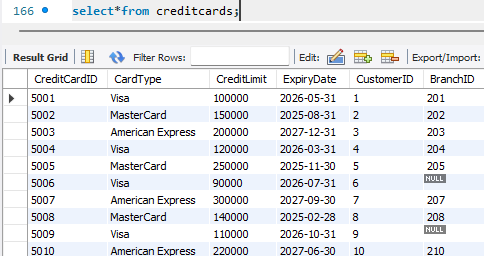 166 select*from creditcards;
Result Grid Filter Rows: Edit: Export/Import:
CreditCardID CardType CreditLimit ExpiryDate CustomerID BranchID
5001 Visa 100000 2026-05-31 1 201
5002 MasterCard 150000 2025-08-31 2 202
5003 American Express 200000 2027-12-31 3 203
5004 Visa 120000 2026-03-31 4 204
5005 MasterCard 250000 2025-11-30 5 205
5006 Visa 90000 2026-07-31 6 NULL
5007 American Express 300000 2027-09-30 7 207
5008 MasterCard 140000 2025-02-28 8 208
5009 Visa 110000 2026-10-31 9 NULL
5010 American Express 220000 2027-06-30 10 210